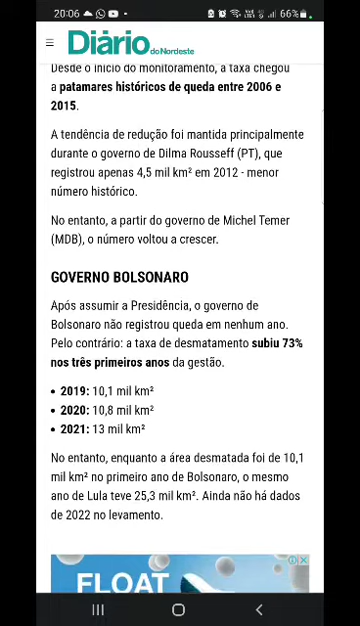 20:06
66%
Diário
do Nordeste
Desde o início do monitoramento, a taxa chegou
a patamares históricos de queda entre 2006 e
2015.
A tendência de redução foi mantida principalmente
durante o governo de Dilma Rousseff (PT), que
registrou apenas 4,5 mil km² em 2012 - menor
número histórico.
No entanto, a partir do governo de Michel Temer
(MDB), o número voltou a crescer.
GOVERNO BOLSONARO
Após assumir a Presidência, o governo de
Bolsonaro não registrou queda em nenhum ano.
Pelo contrário: a taxa de desmatamento subiu 73%
nos três primeiros anos da gestão.
• 2019: 10,1 mil km²
• 2020: 10,8 mil km²
• 2021: 13 mil km²
No entanto, enquanto a área desmatada foi de 10,1
mil km² no primeiro ano de Bolsonaro, o mesmo
ano de Lula teve 25,3 mil km². Ainda não há dados
de 2022 no levamento.
FLOAT